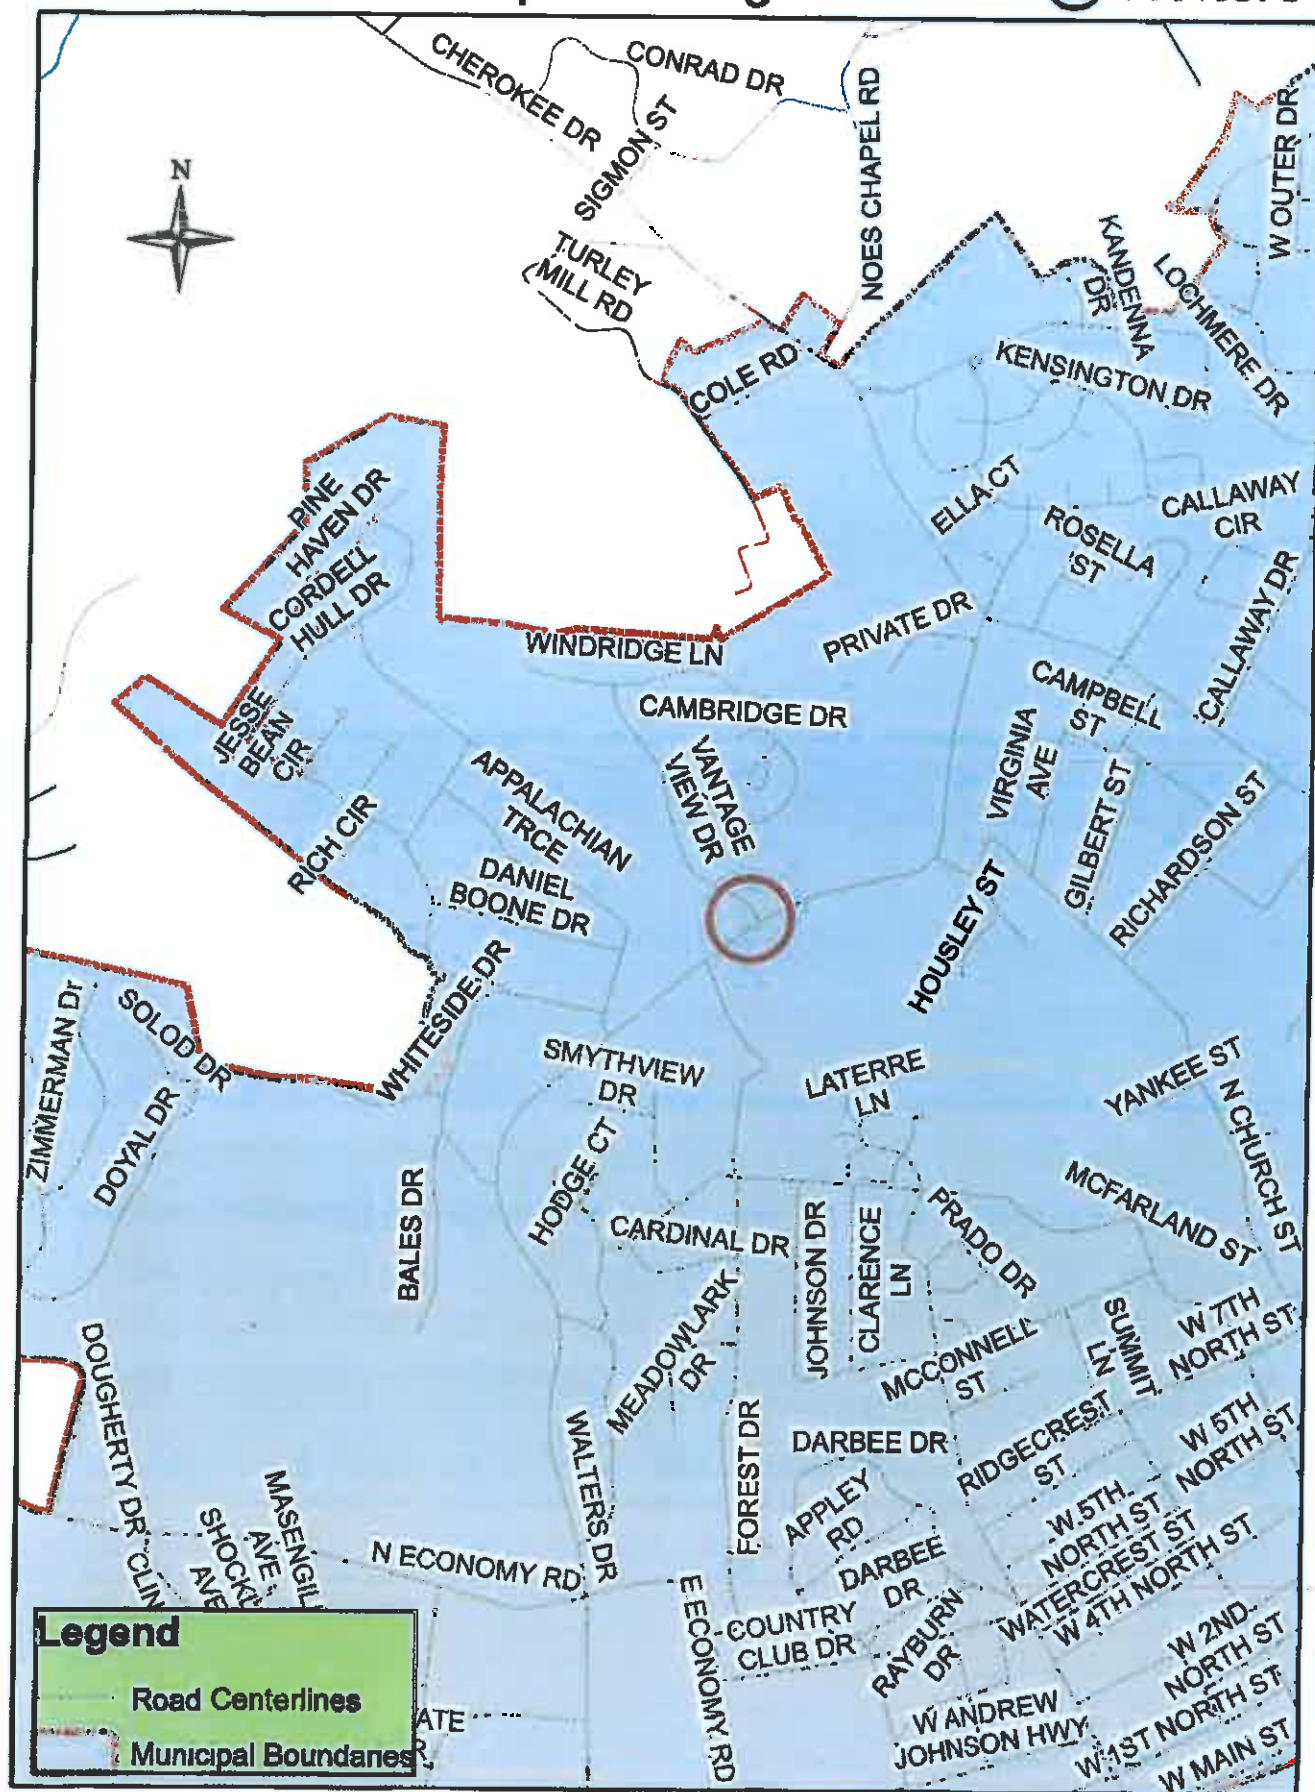 CHEROKEE DR
CONRAD DR
SIGMON ST
NOES CHAPEL RD
W OUTER DR
N
TURLEY
MILL RD
KANDENNA
DR
LOCHMERE DR
COLE RD
KENSINGTON DR
PINE
HAVEN DR
CORDELL
HULL DR
ELLA CT
ROSELLA
ST
CALLAWAY
CIR
CALLAWAY DR
PRIVATE DR
WINDRIDGE LN
CAMBRIDGE DR
CAMPBELL
ST
JESSE
BEAN
CIR
VANTAGE
VIEW DR
VIRGINIA
AVE
GILBERT ST
RICHARDSON ST
APPALACHIAN
TRCE
RICH CIR
DANIEL
BOONE DR
HOUSLEY ST
WHITESIDE DR
ZIMMERMAN Dr
SOLOD DR
DOYAL DR
SMYTHVIEW
DR
LATERRE
LN
YANKEE ST
N CHURCH ST
HODGE CT
BALES DR
CARDINAL DR
JOHNSON DR
CLARENCE
LN
PRADO DR
MCFARLAND ST
MEADOWLARK
DR
MCCONNELL
ST
SUMMIT
LN
W 7TH
NORTH ST
DOUGHERTY DR
WALTERS DR
FOREST DR
DARBEE DR
RIDGECREST
ST
W 5TH
NORTH ST
APPLEY
RD
W 5TH
NORTH ST
MASENGILL
AVE
SHOCKL
AVE
CLIN
N ECONOMY RD
DARBEE
DR
WATERCREST ST
W 4TH NORTH ST
E ECONOMY RD
COUNTRY
CLUB DR
RAYBURN
DR
W 2ND
NORTH ST
W ANDREW
JOHNSON HWY
W 1ST NORTH ST
W MAIN ST
Legend
Road Centerlines
Municipal Boundaries
ATE